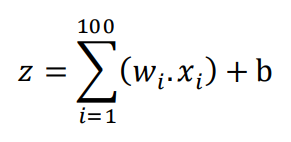 100
z = ∑(wᵢ.xᵢ) + b
i=1